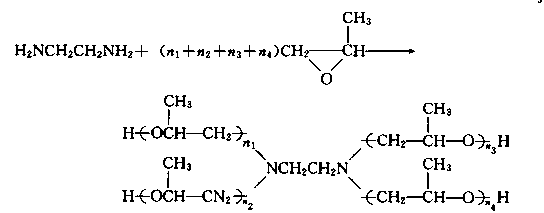 CH₃
H₂NCH₂CH₂NH₂+ (n₁+n₂+n₃+n₄)CH₂—CH—→
O
CH₃ CH₃
H-(OCH—CH₂)n₁ (CH₂—CH—O)n₃H
NCH₂CH₂N
CH₃ CH₃
H-(OCH—CN₂)n₂ (CH₂—CH—O)n₄H